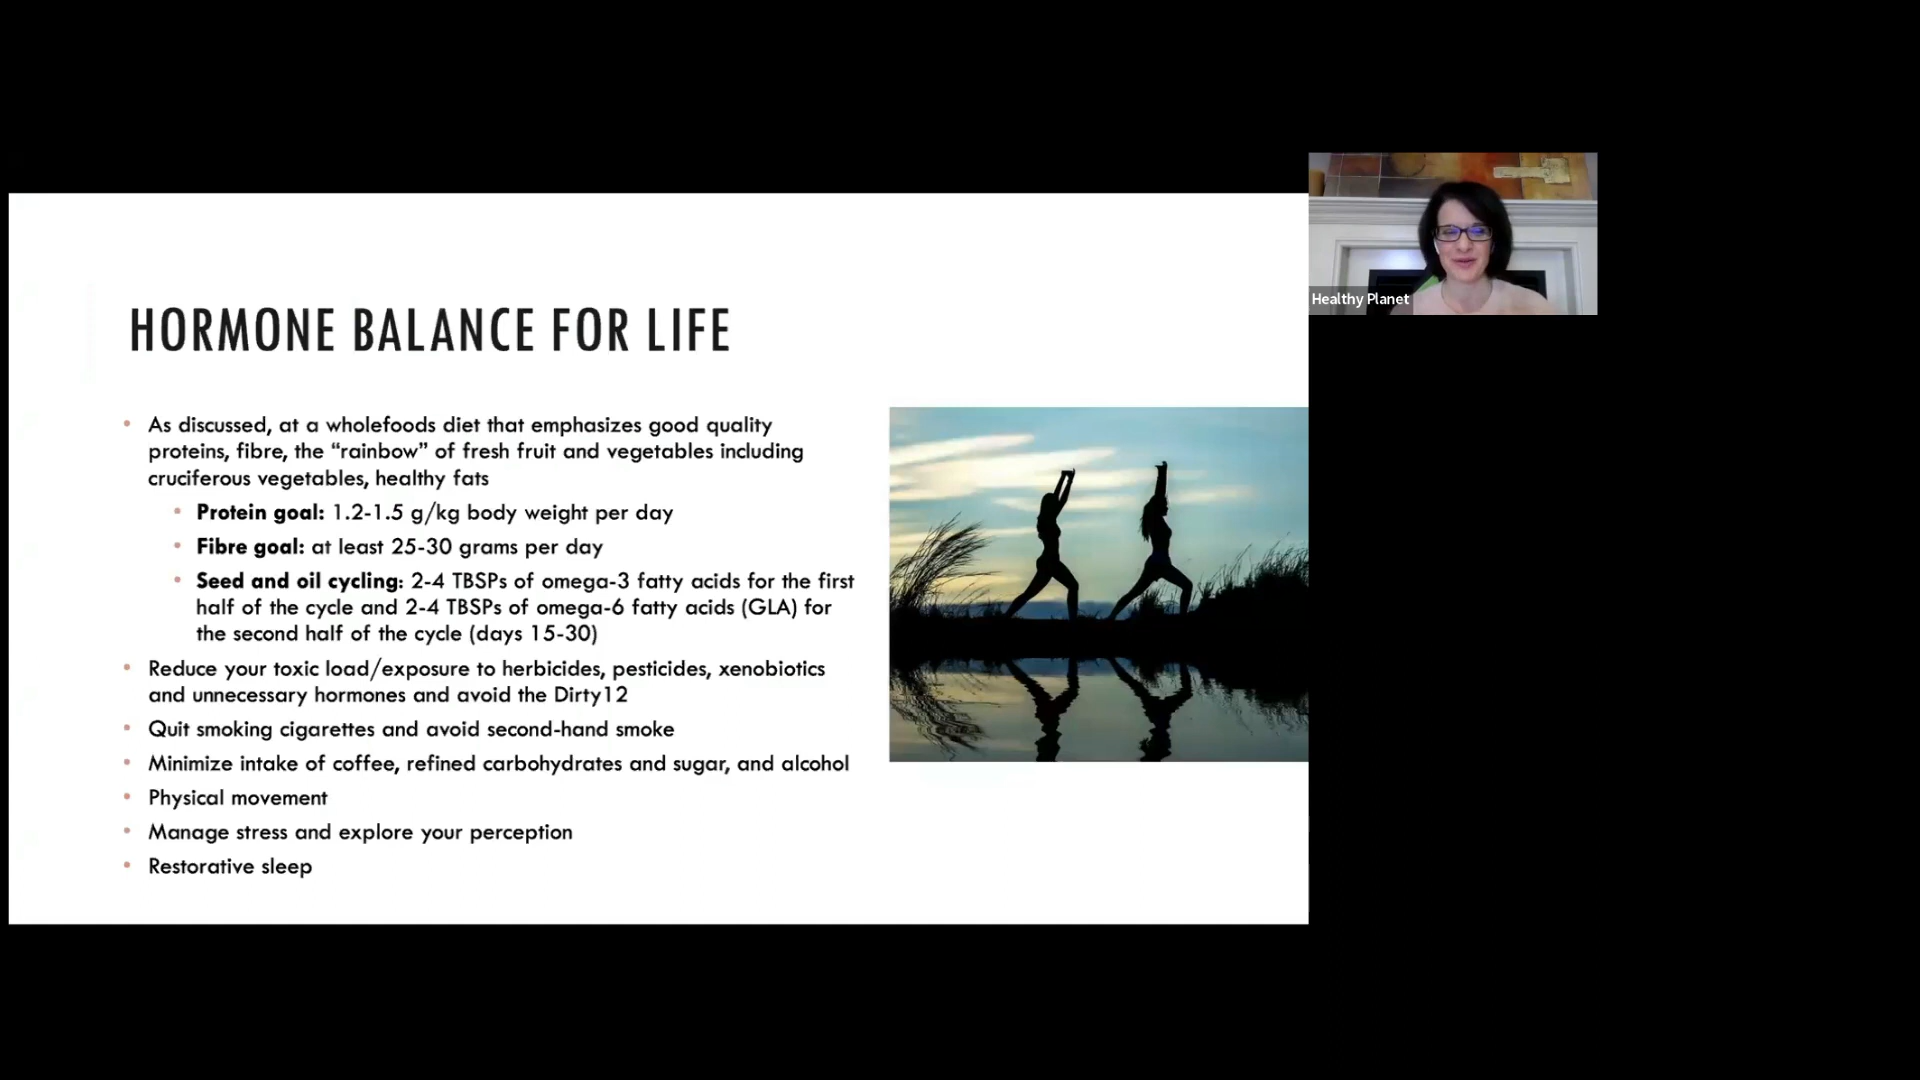 HORMONE BALANCE FOR LIFE
• As discussed, at a wholefoods diet that emphasizes good quality
proteins, fibre, the “rainbow” of fresh fruit and vegetables including
cruciferous vegetables, healthy fats
• Protein goal: 1.2-1.5 g/kg body weight per day
• Fibre goal: at least 25-30 grams per day
• Seed and oil cycling: 2-4 TBSPs of omega-3 fatty acids for the first
half of the cycle and 2-4 TBSPs of omega-6 fatty acids (GLA) for
the second half of the cycle (days 15-30)
• Reduce your toxic load/exposure to herbicides, pesticides, xenobiotics
and unnecessary hormones and avoid the Dirty12
• Quit smoking cigarettes and avoid second-hand smoke
• Minimize intake of coffee, refined carbohydrates and sugar, and alcohol
• Physical movement
• Manage stress and explore your perception
• Restorative sleep
Healthy Planet